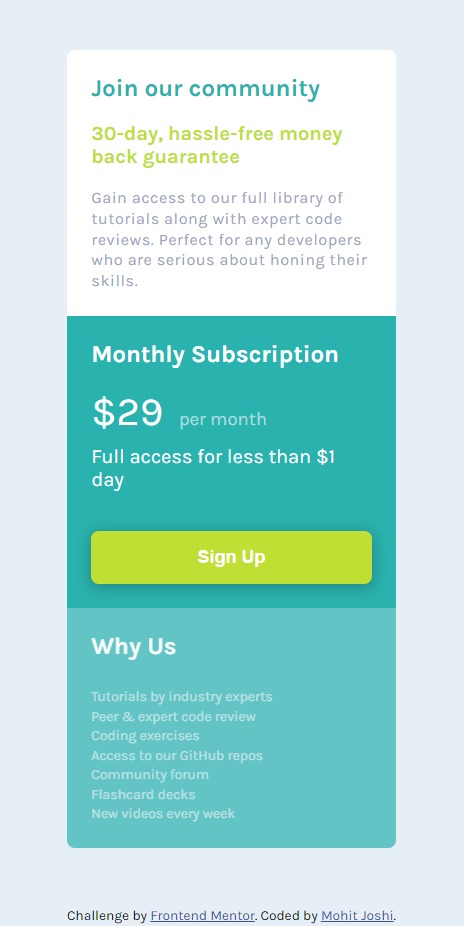 Join our community
30-day, hassle-free money
back guarantee
Gain access to our full library of
tutorials along with expert code
reviews. Perfect for any developers
who are serious about honing their
skills.
Monthly Subscription
$29 per month
Full access for less than $1
day
Sign Up
Why Us
Tutorials by industry experts
Peer & expert code review
Coding exercises
Access to our GitHub repos
Community forum
Flashcard decks
New videos every week
Challenge by Frontend Mentor. Coded by Mohit Joshi.